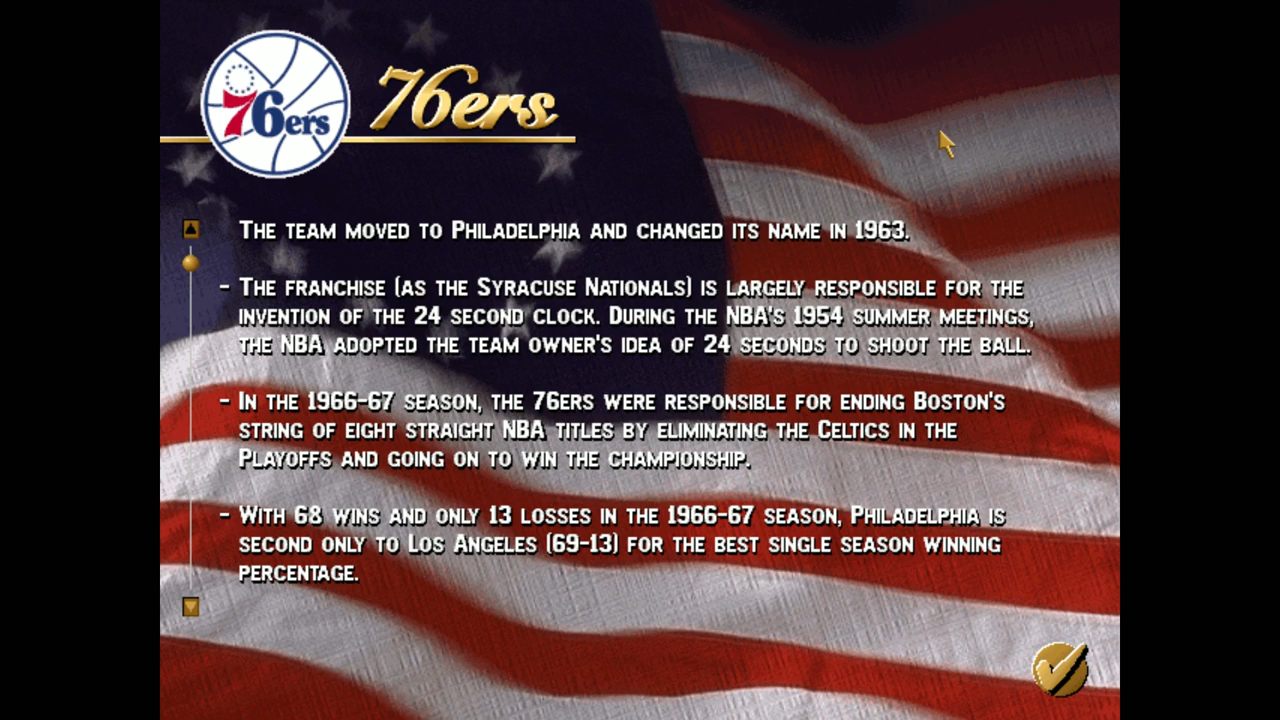 76ers
76ers
The team moved to Philadelphia and changed its name in 1963.
- The franchise (as the Syracuse Nationals) is largely responsible for the
invention of the 24 second clock. During the NBA's 1954 summer meetings,
the NBA adopted the team owner's idea of 24 seconds to shoot the ball.
- In the 1966-67 season, the 76ers were responsible for ending Boston's
string of eight straight NBA titles by eliminating the Celtics in the
Playoffs and going on to win the championship.
- With 68 wins and only 13 losses in the 1966-67 season, Philadelphia is
second only to Los Angeles (69-13) for the best single season winning
percentage.